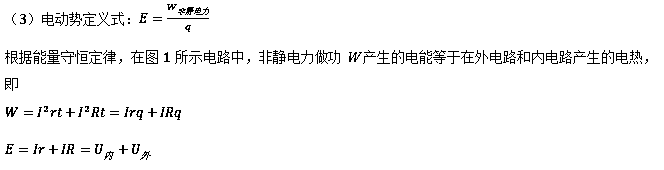 （3）电动势定义式：E = W非静电力/q
根据能量守恒定律，在图 1 所示电路中，非静电力做功 W 产生的电能等于在外电路和内电路产生的电热，
即
W = I²rt + I²Rt = Irq + IRq
E = Ir + IR = U内 + U外